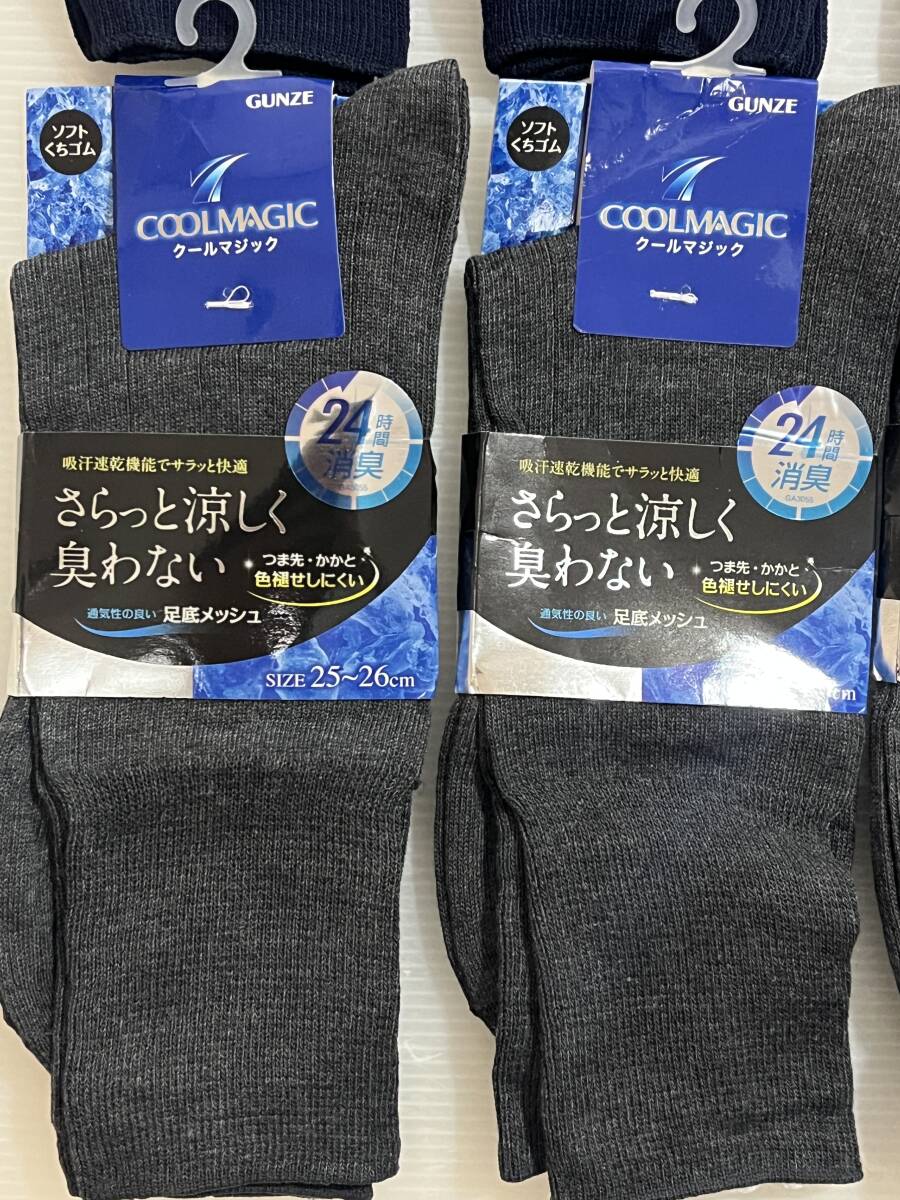 GUNZE
ソフト
くちゴム
COOLMAGIC
クールマジック
24時間
消臭
GA3055
吸汗速乾機能でサラッと快適
さらっと涼しく
臭わない
つま先・かかと
色褪せしにくい
通気性の良い 足底メッシュ
SIZE 25~26cm
GUNZE
ソフト
くちゴム
COOLMAGIC
クールマジック
24時間
消臭
GA3055
吸汗速乾機能でサラッと快適
さらっと涼しく
臭わない
つま先・かかと
色褪せしにくい
通気性の良い 足底メッシュ
cm